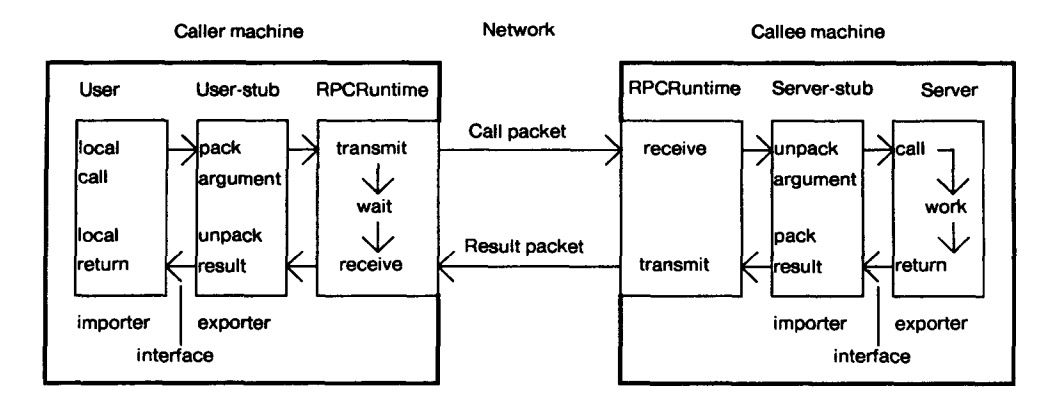 Caller machine
Network
Callee machine
User
User-stub
RPCRuntime
RPCRuntime
Server-stub
Server
local
call
pack
argument
transmit
wait
Call packet
receive
unpack
argument
call
work
local
return
unpack
result
receive
Result packet
transmit
pack
result
return
importer
exporter
interface
importer
exporter
interface